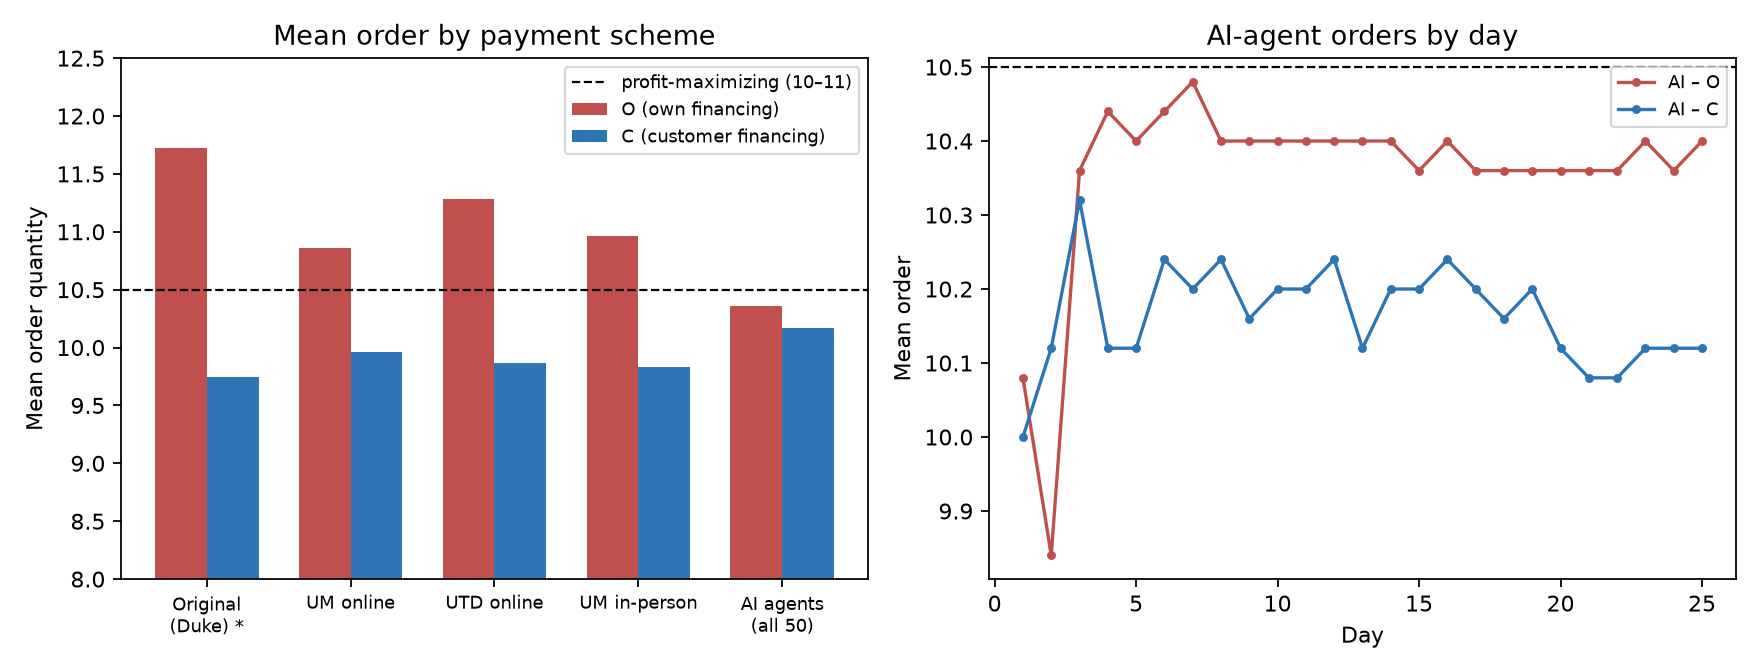 Mean order by payment scheme
Mean order quantity
12.5
12.0
11.5
11.0
10.5
10.0
9.5
9.0
8.5
8.0
profit-maximizing (10–11)
O (own financing)
C (customer financing)
Original
(Duke) *
UM online
UTD online
UM in-person
AI agents
(all 50)
AI-agent orders by day
Mean order
10.5
10.4
10.3
10.2
10.1
10.0
9.9
AI – O
AI – C
0
5
10
15
20
25
Day